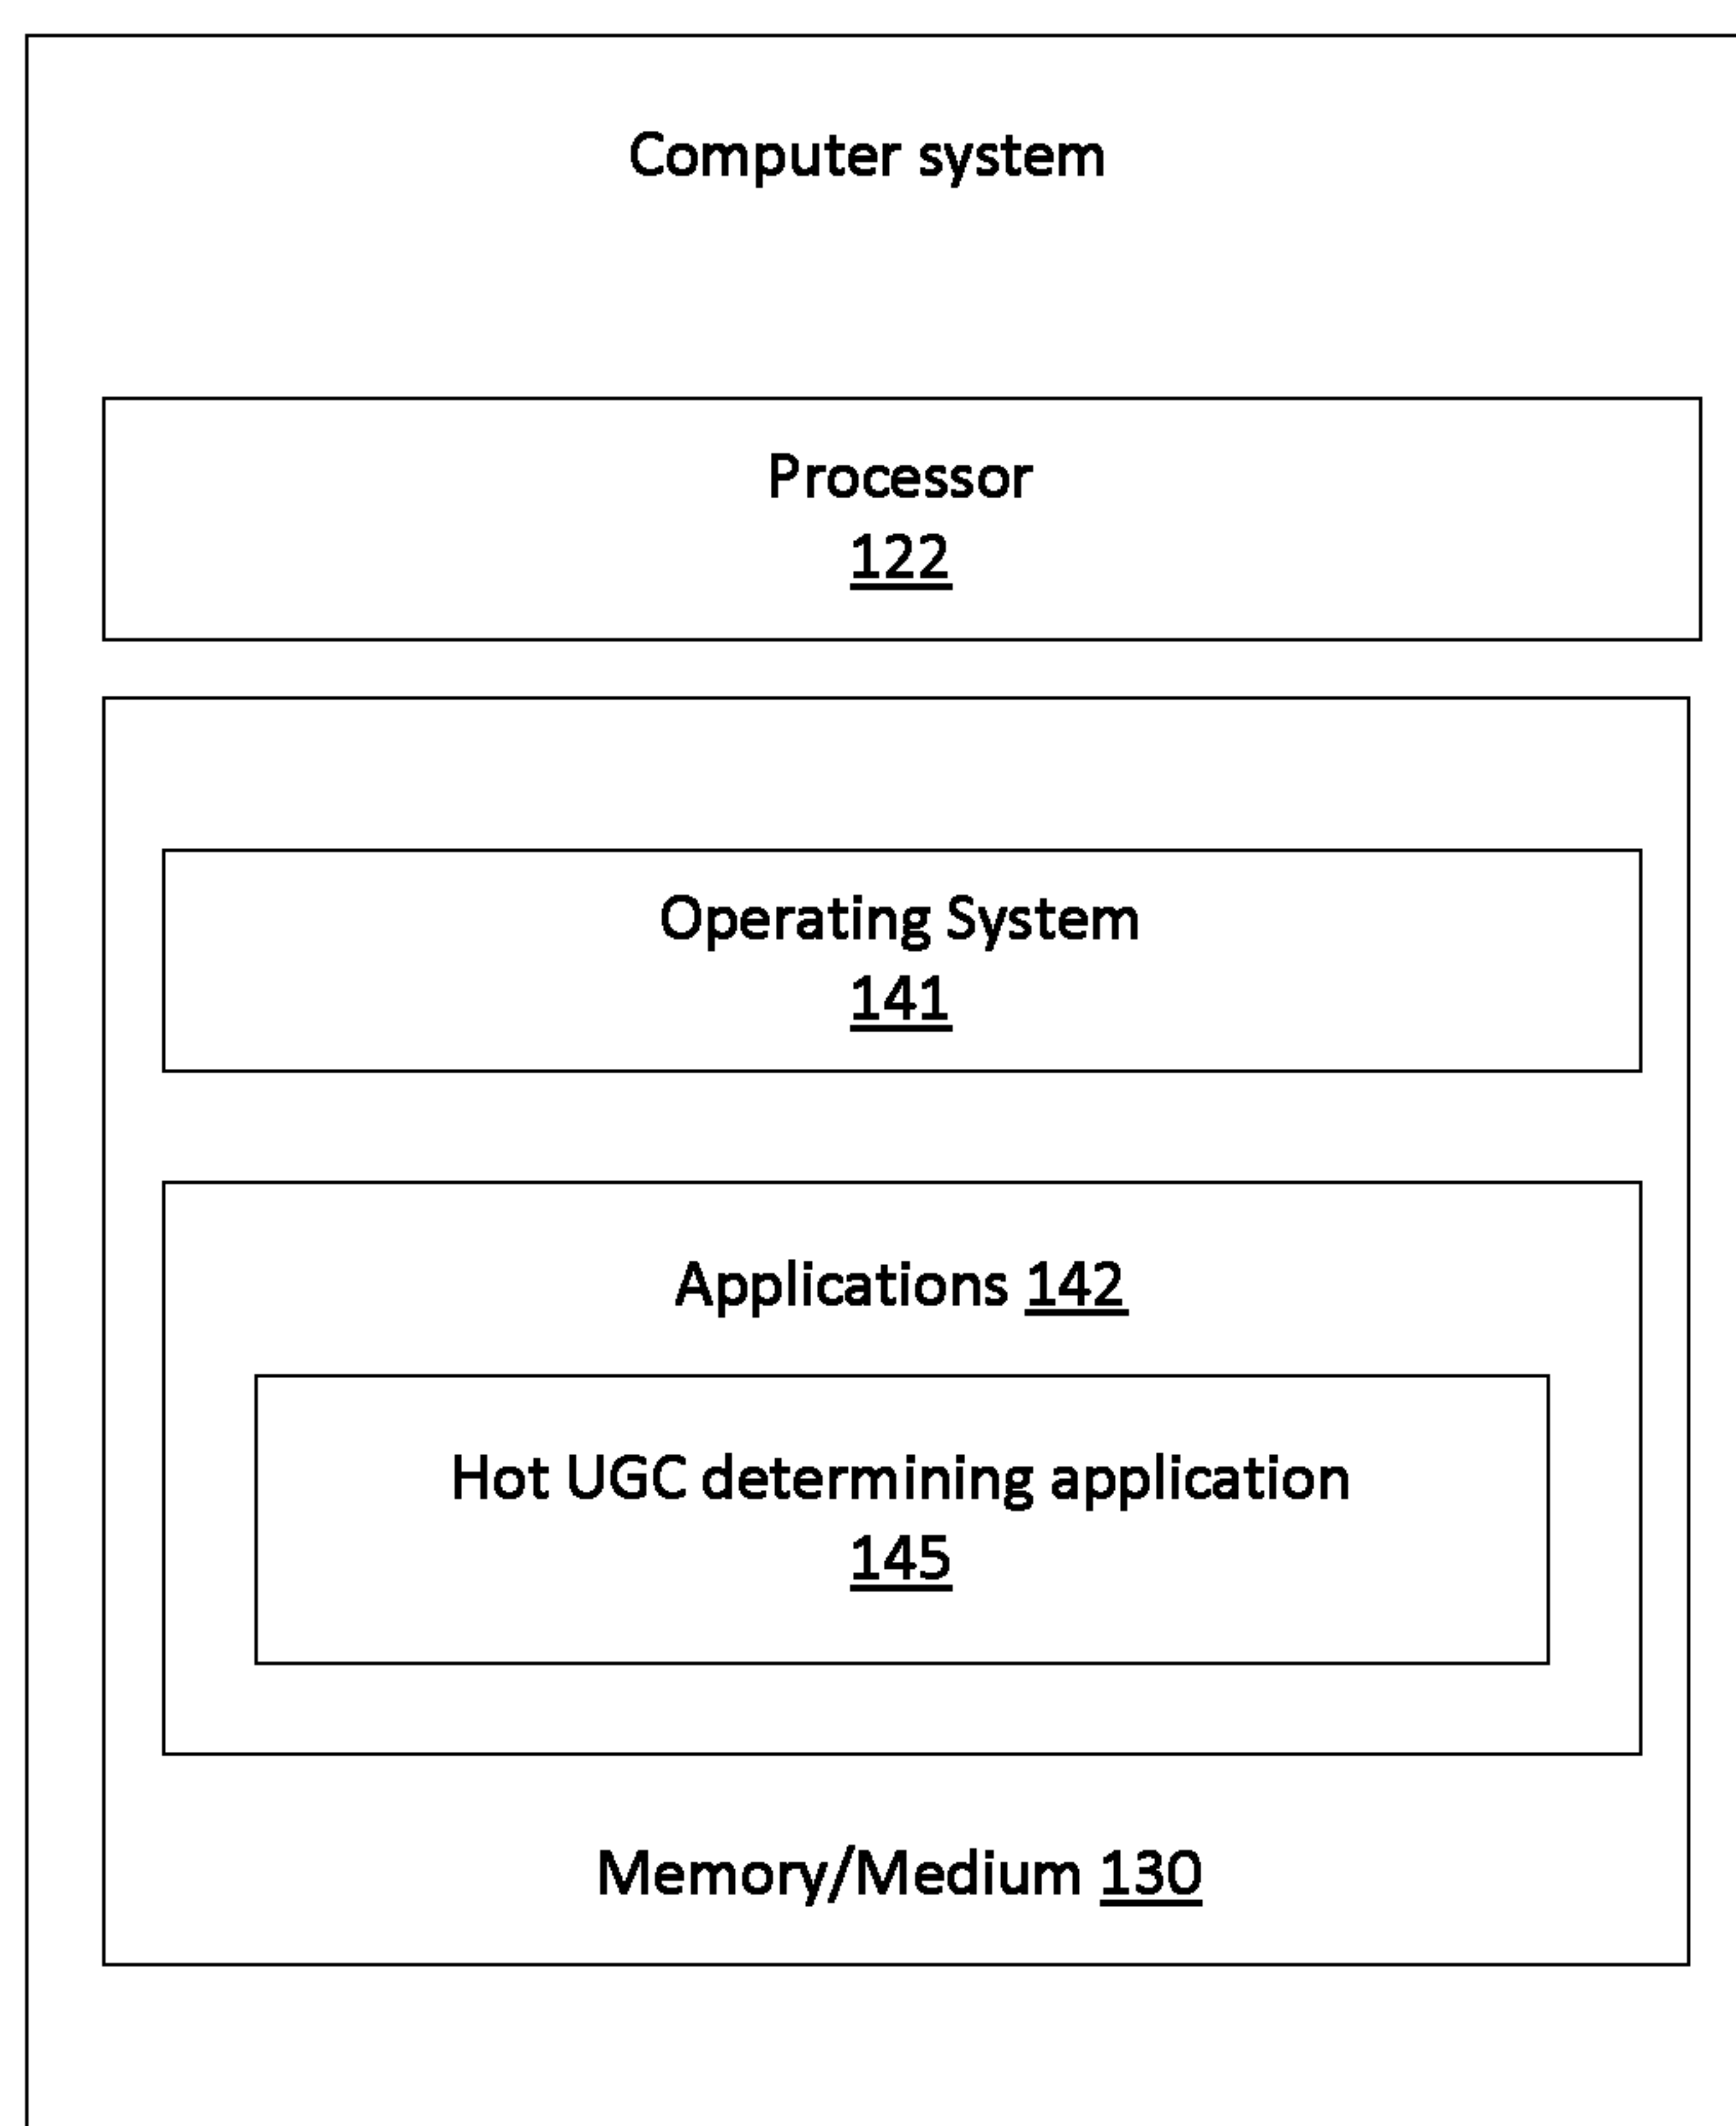 Computer system
Processor
122
Operating System
141
Applications 142
Hot UGC determining application
145
Memory/Medium 130